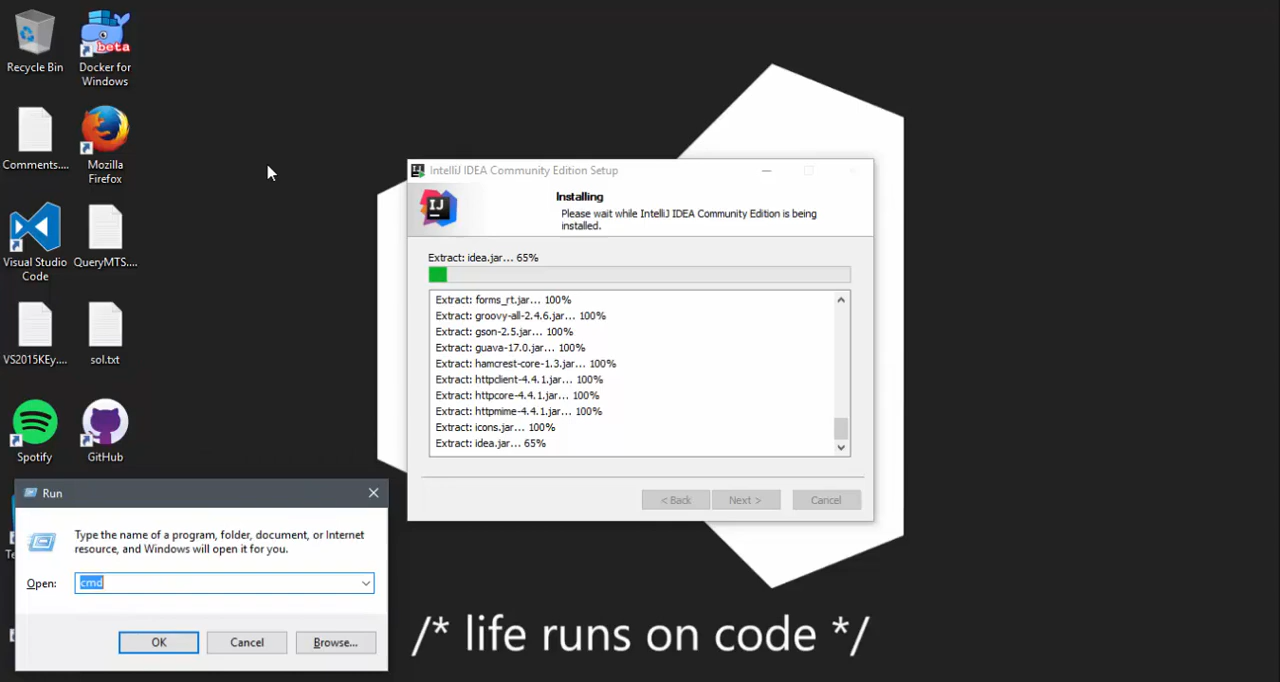 Recycle Bin
Docker for
Windows
beta
Comments....
Mozilla
Firefox
Visual Studio
Code
QueryMTS....
VS2015KEy....
sol.txt
Spotify
GitHub
IntelliJ IDEA Community Edition Setup
IJ
Installing
Please wait while IntelliJ IDEA Community Edition is being
installed.
Extract: idea.jar... 65%
Extract: forms_rt.jar... 100%
Extract: groovy-all-2.4.6.jar... 100%
Extract: gson-2.5.jar... 100%
Extract: guava-17.0.jar... 100%
Extract: hamcrest-core-1.3.jar... 100%
Extract: httpclient-4.4.1.jar... 100%
Extract: httpcore-4.4.1.jar... 100%
Extract: httpmime-4.4.1.jar... 100%
Extract: icons.jar... 100%
Extract: idea.jar... 65%
< Back
Next >
Cancel
Run
Type the name of a program, folder, document, or Internet
resource, and Windows will open it for you.
Open:
cmd
OK
Cancel
Browse...
/* life runs on code */